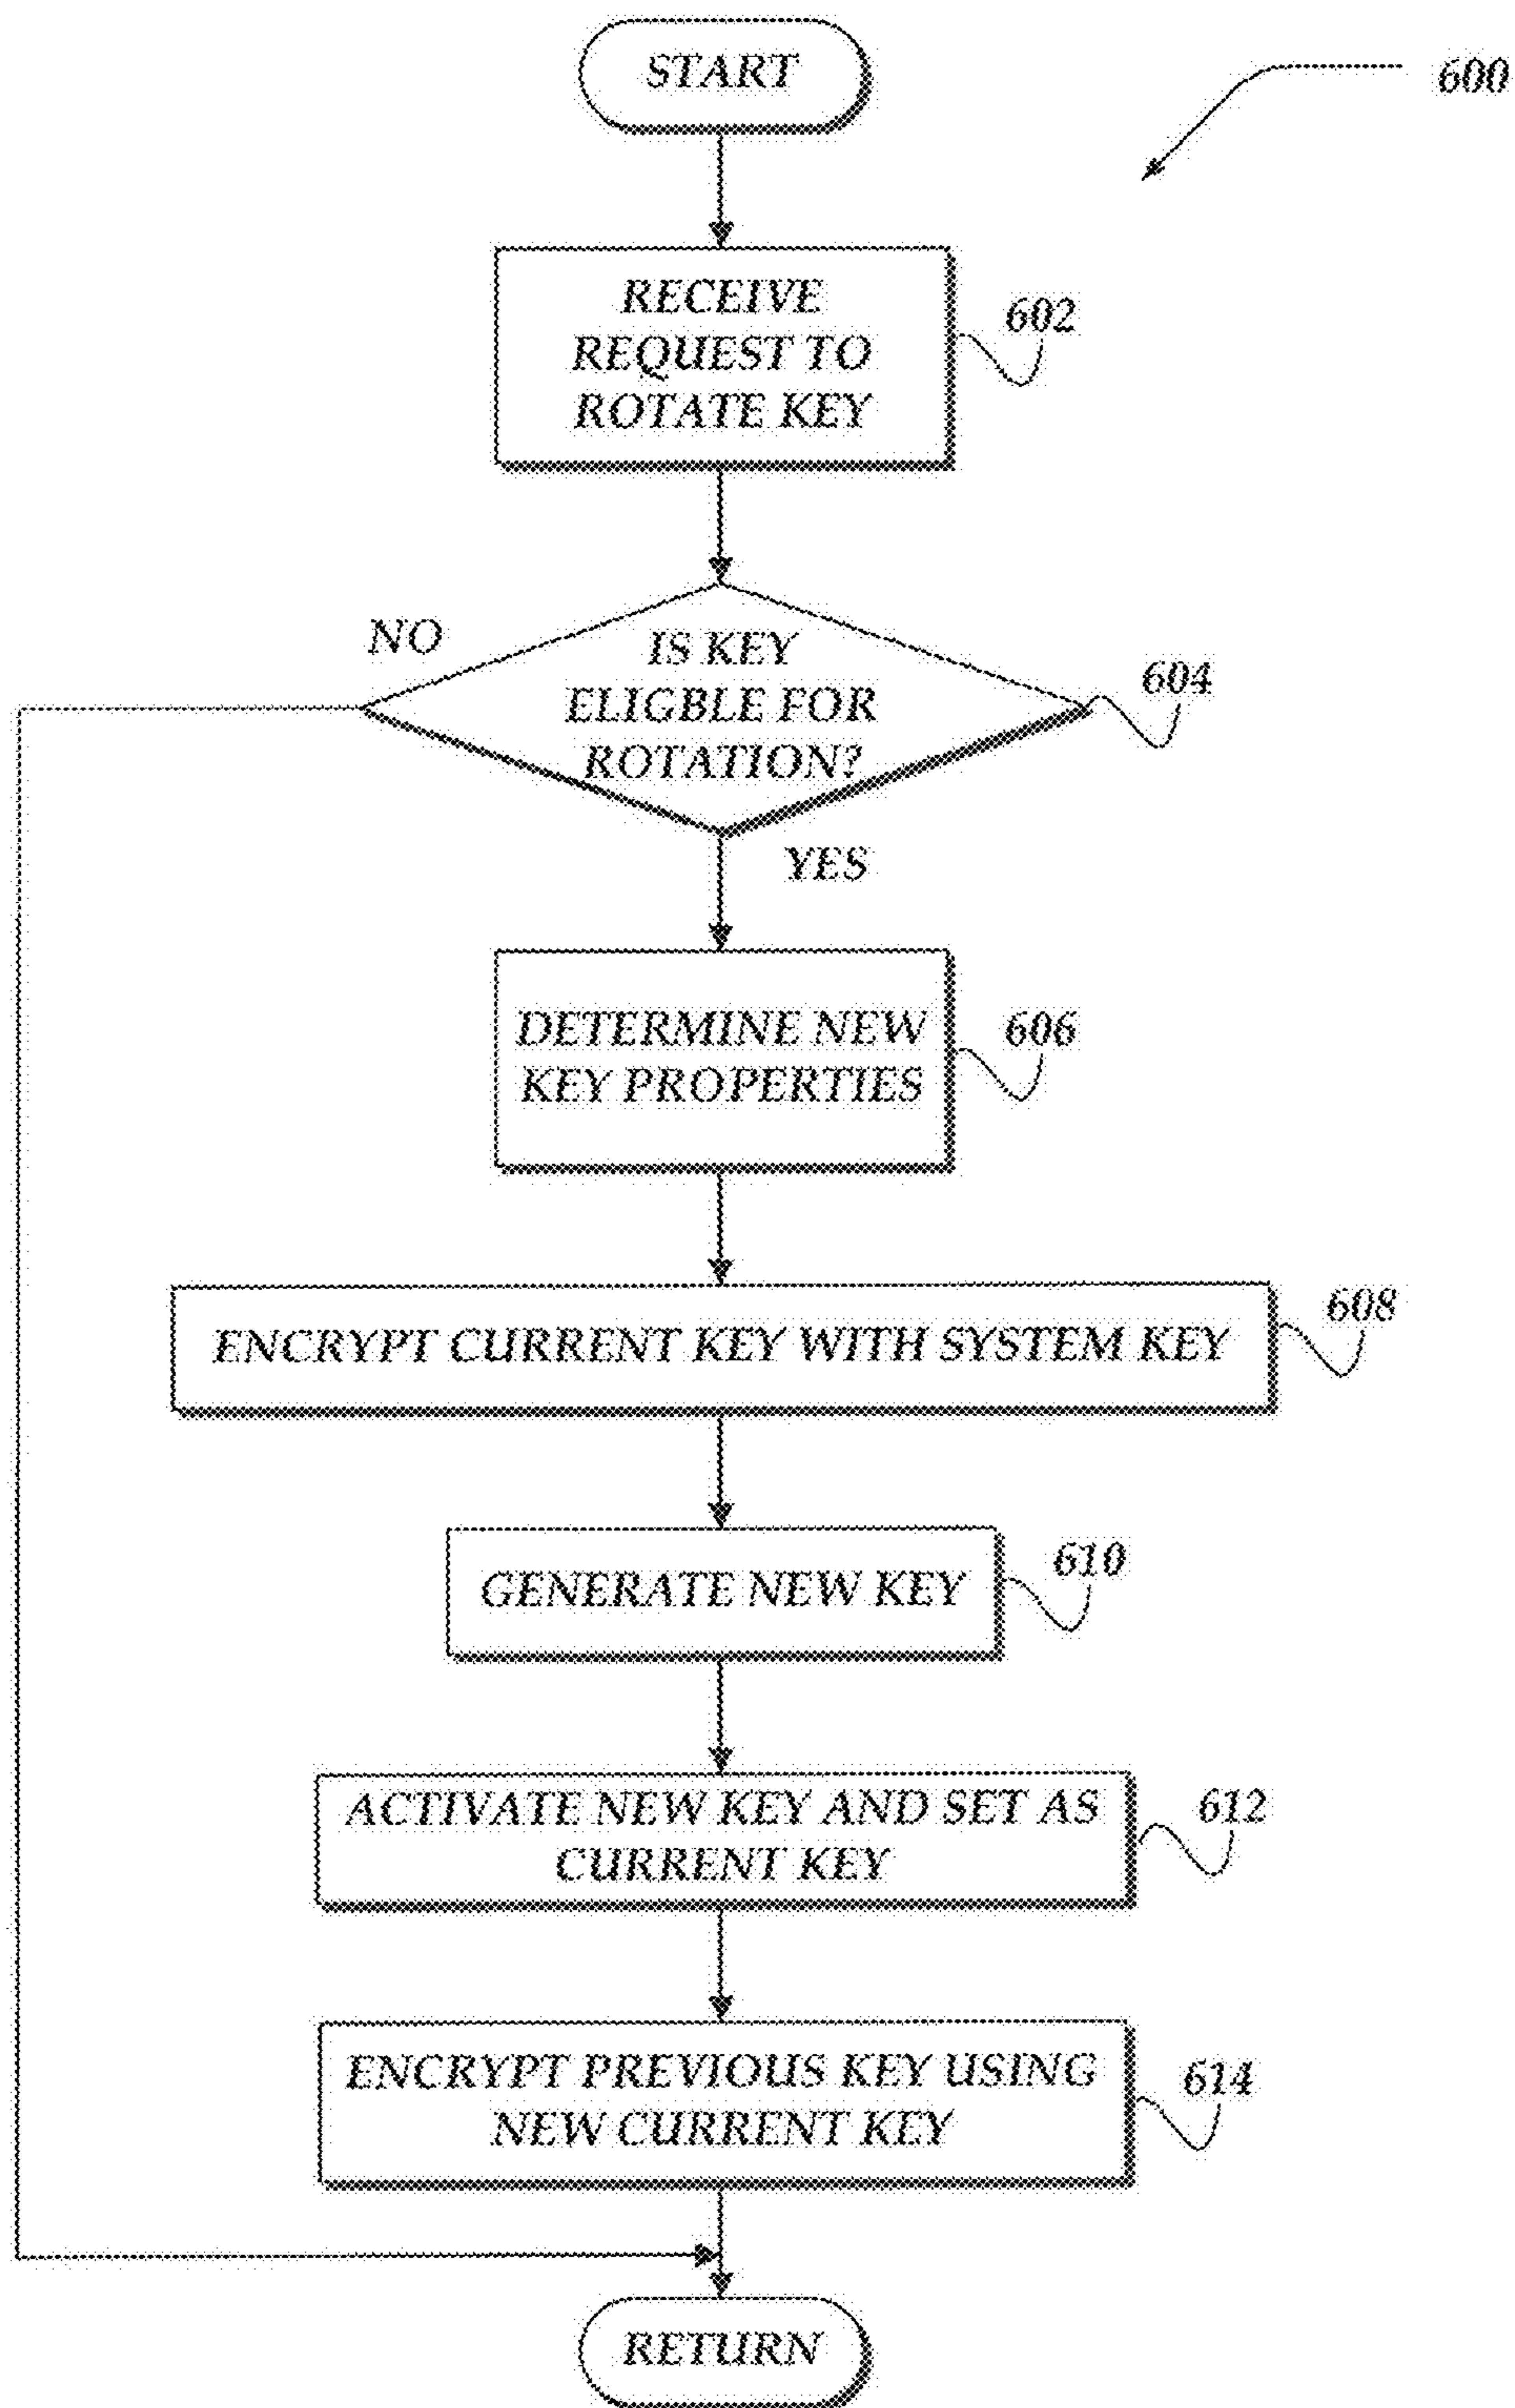 START
600
RECEIVE
REQUEST TO
ROTATE KEY
602
NO
IS KEY
ELIGBLE FOR
ROTATION?
604
YES
DETERMINE NEW
KEY PROPERTIES
606
ENCRYPT CURRENT KEY WITH SYSTEM KEY
608
GENERATE NEW KEY
610
ACTIVATE NEW KEY AND SET AS
CURRENT KEY
612
ENCRYPT PREVIOUS KEY USING
NEW CURRENT KEY
614
RETURN